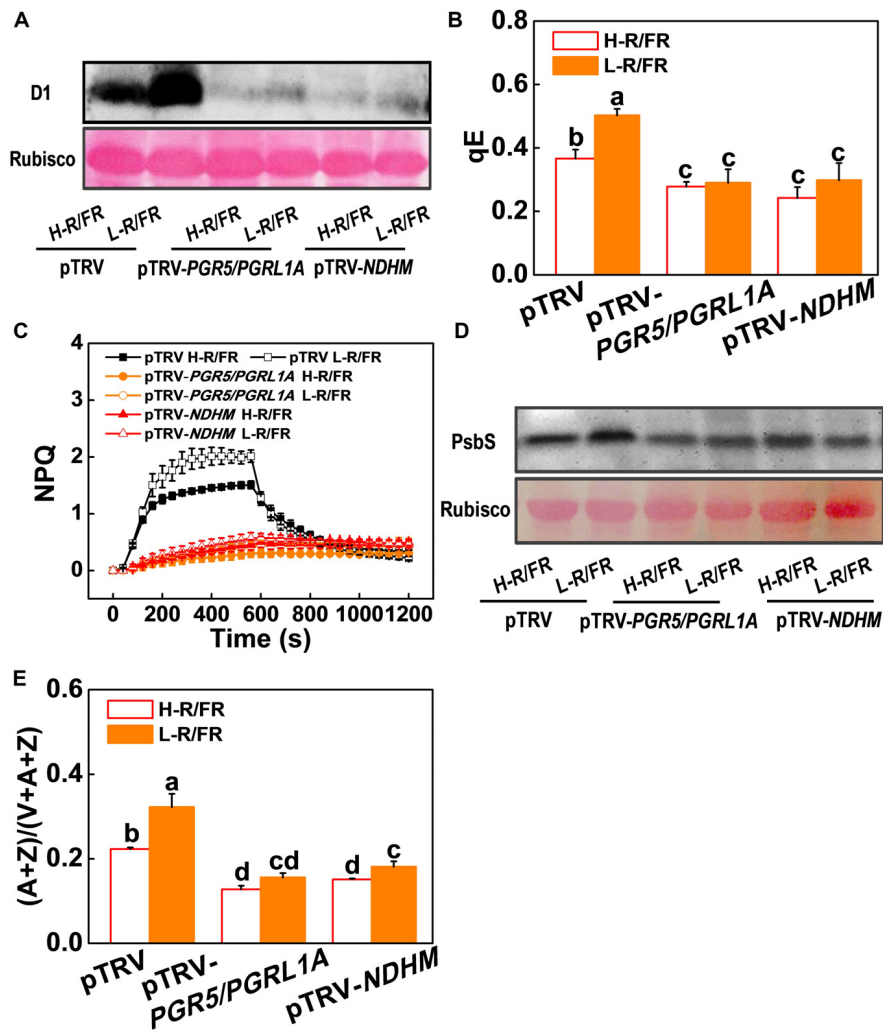 A
D1
Rubisco
H-R/FR L-R/FR H-R/FR L-R/FR H-R/FR L-R/FR
pTRV pTRV-PGR5/PGRL1A pTRV-NDHM
B
H-R/FR
L-R/FR
qE
0.8
0.6
0.4
0.2
0.0
b a c c c c
pTRV
pTRV-PGR5/PGRL1A
pTRV-NDHM
C
NPQ
4
3
2
1
0
pTRV H-R/FR pTRV L-R/FR
pTRV-PGR5/PGRL1A H-R/FR
pTRV-PGR5/PGRL1A L-R/FR
pTRV-NDHM H-R/FR
pTRV-NDHM L-R/FR
0 200 400 600 800 1000 1200
Time (s)
D
PsbS
Rubisco
H-R/FR L-R/FR H-R/FR L-R/FR H-R/FR L-R/FR
pTRV pTRV-PGR5/PGRL1A pTRV-NDHM
E
H-R/FR
L-R/FR
(A+Z)/(V+A+Z)
0.6
0.4
0.2
0.0
b a d cd d c
pTRV
pTRV-
PGR5/PGRL1A
pTRV-NDHM